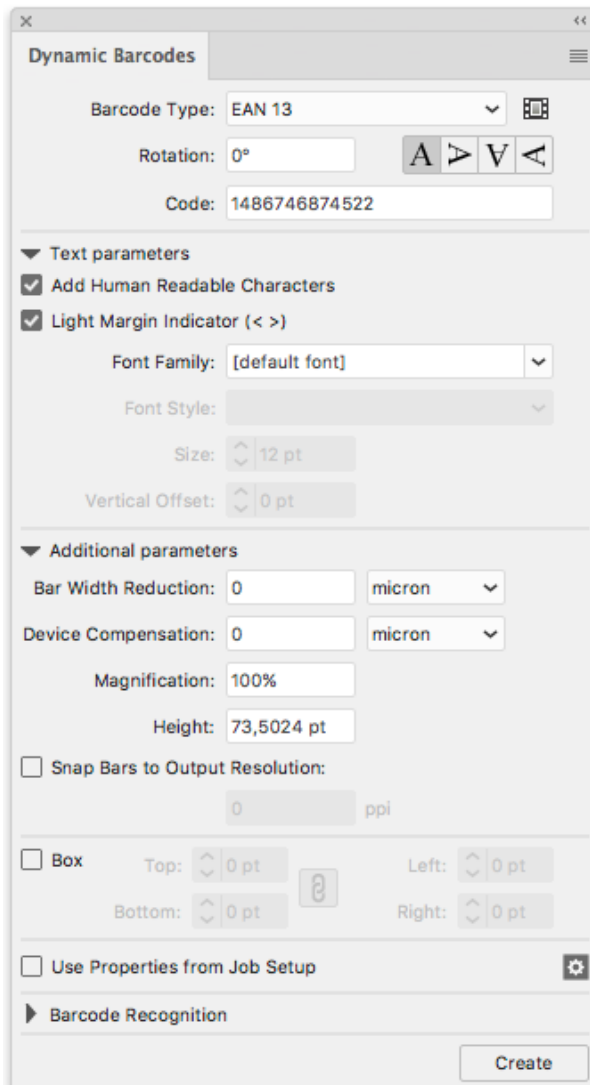 Dynamic Barcodes
Barcode Type: EAN 13
Rotation: 0° A A A A
Code: 1486746874522
Text parameters
Add Human Readable Characters
Light Margin Indicator (< >)
Font Family: [default font]
Font Style:
Size: 12 pt
Vertical Offset: 0 pt
Additional parameters
Bar Width Reduction: 0 micron
Device Compensation: 0 micron
Magnification: 100%
Height: 73,5024 pt
Snap Bars to Output Resolution:
0 ppi
Box Top: 0 pt Left: 0 pt
Bottom: 0 pt Right: 0 pt
Use Properties from Job Setup
Barcode Recognition
Create